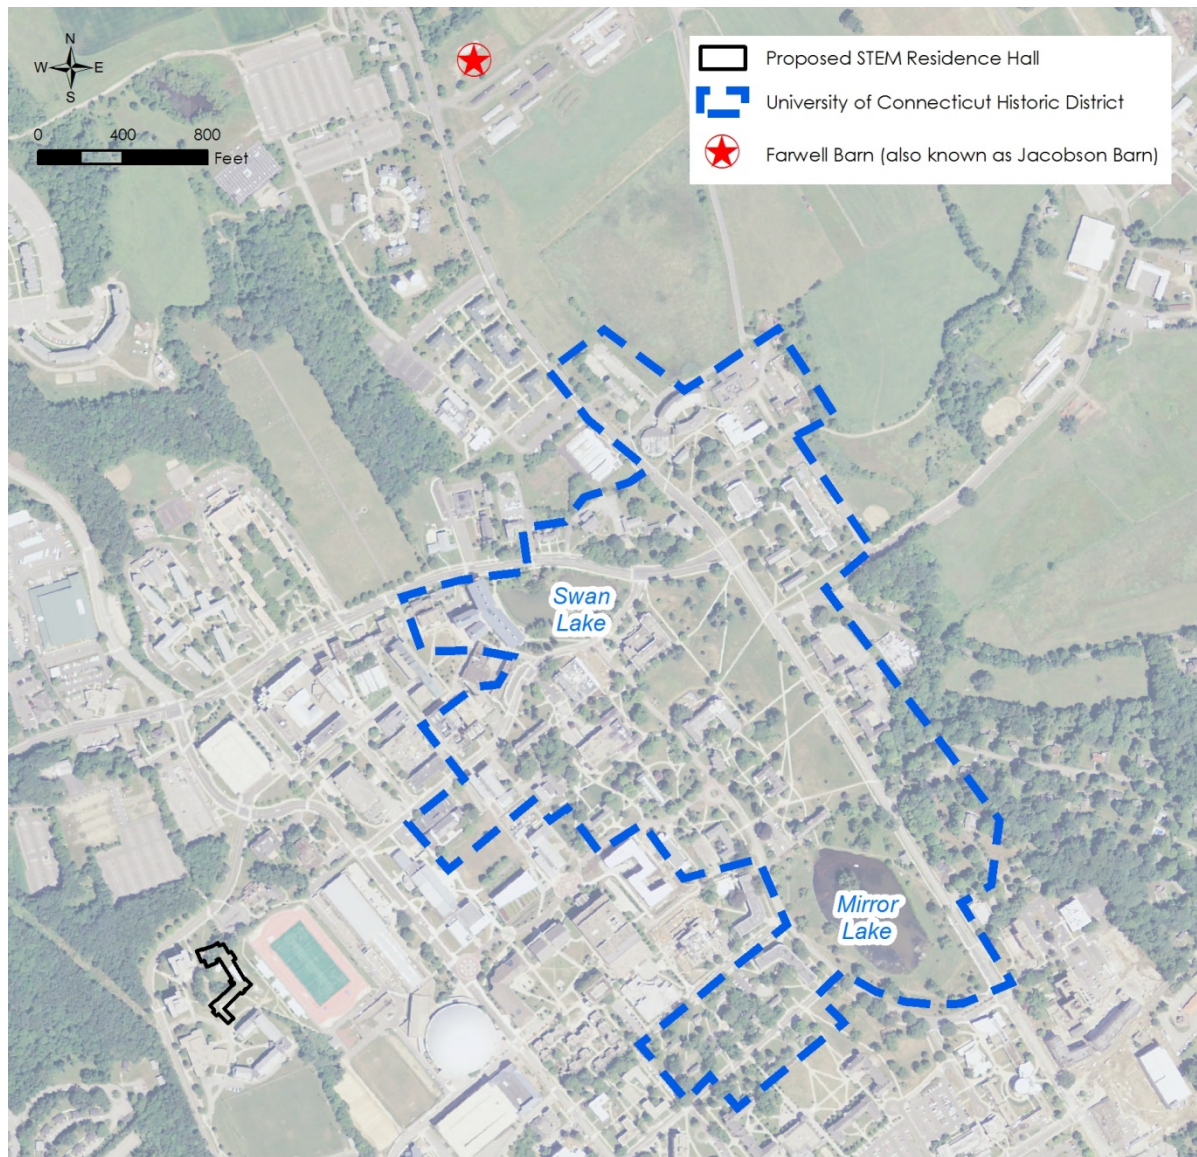 N
W E
S
0 400 800
Feet
Proposed STEM Residence Hall
University of Connecticut Historic District
Farwell Barn (also known as Jacobson Barn)
Swan
Lake
Mirror
Lake